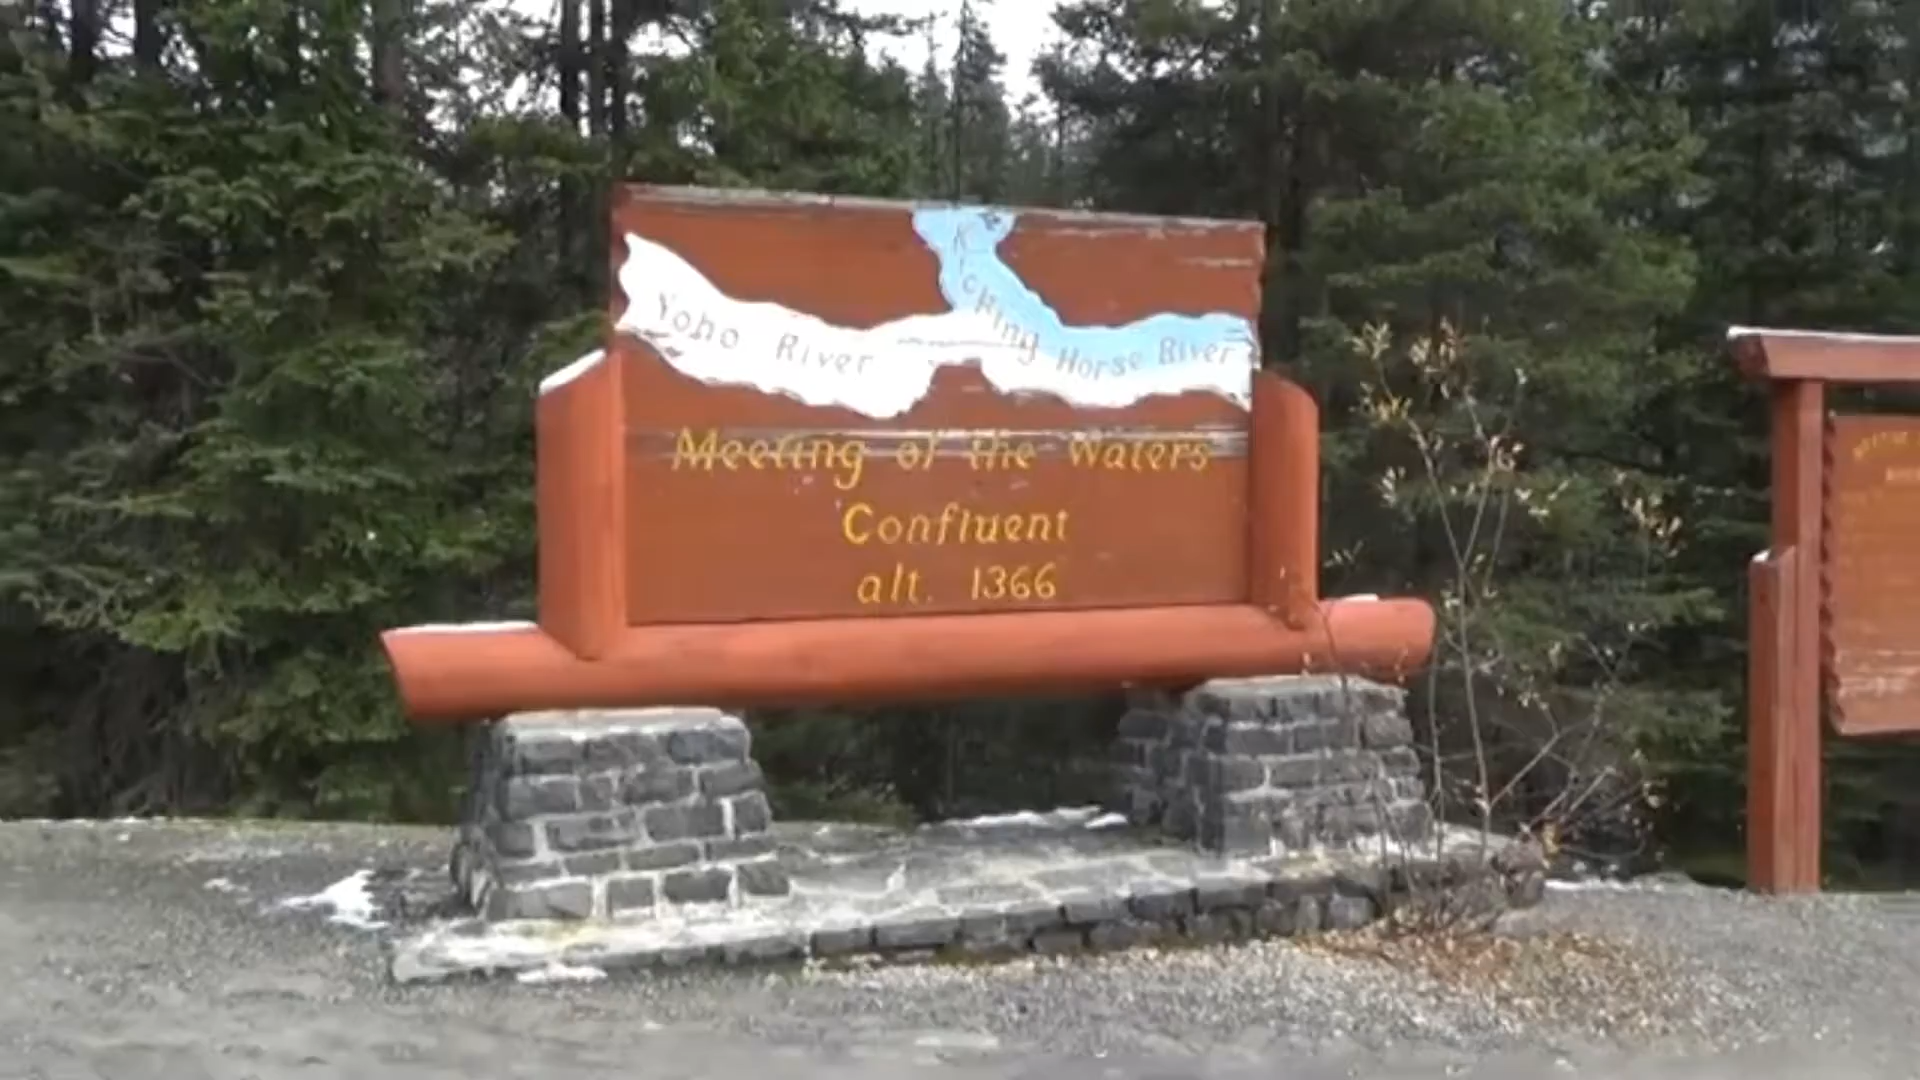 Yoho River
Kicking Horse River
Meeting of the Waters
Confluent
alt. 1366